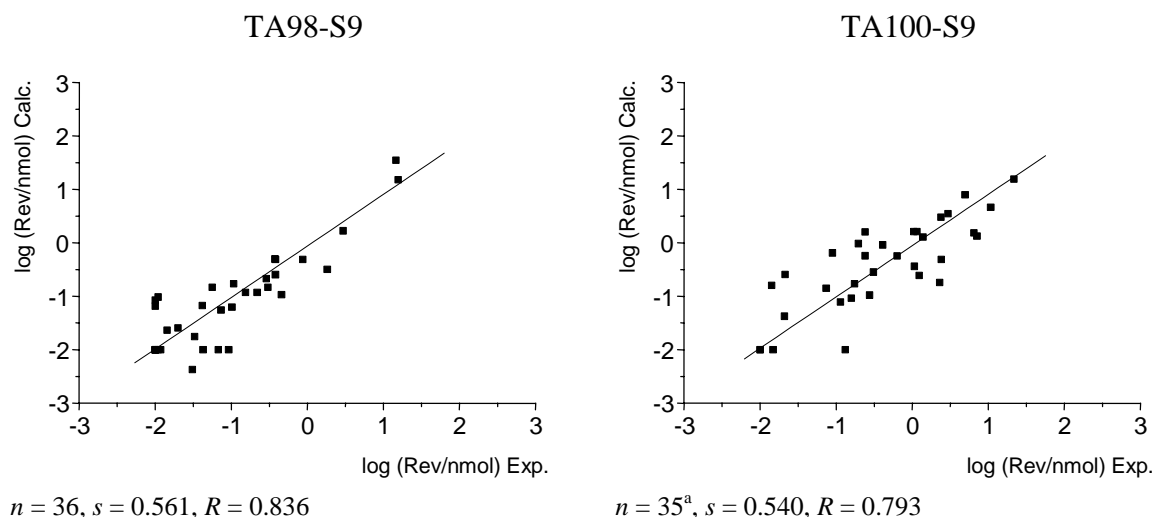 TA98-S9
TA100-S9
log (Rev/nmol) Calc.
3
2
1
0
-1
-2
-3
-3 -2 -1 0 1 2 3
log (Rev/nmol) Exp.
n = 36, s = 0.561, R = 0.836
log (Rev/nmol) Calc.
3
2
1
0
-1
-2
-3
-3 -2 -1 0 1 2 3
log (Rev/nmol) Exp.
n = 35ᵃ, s = 0.540, R = 0.793